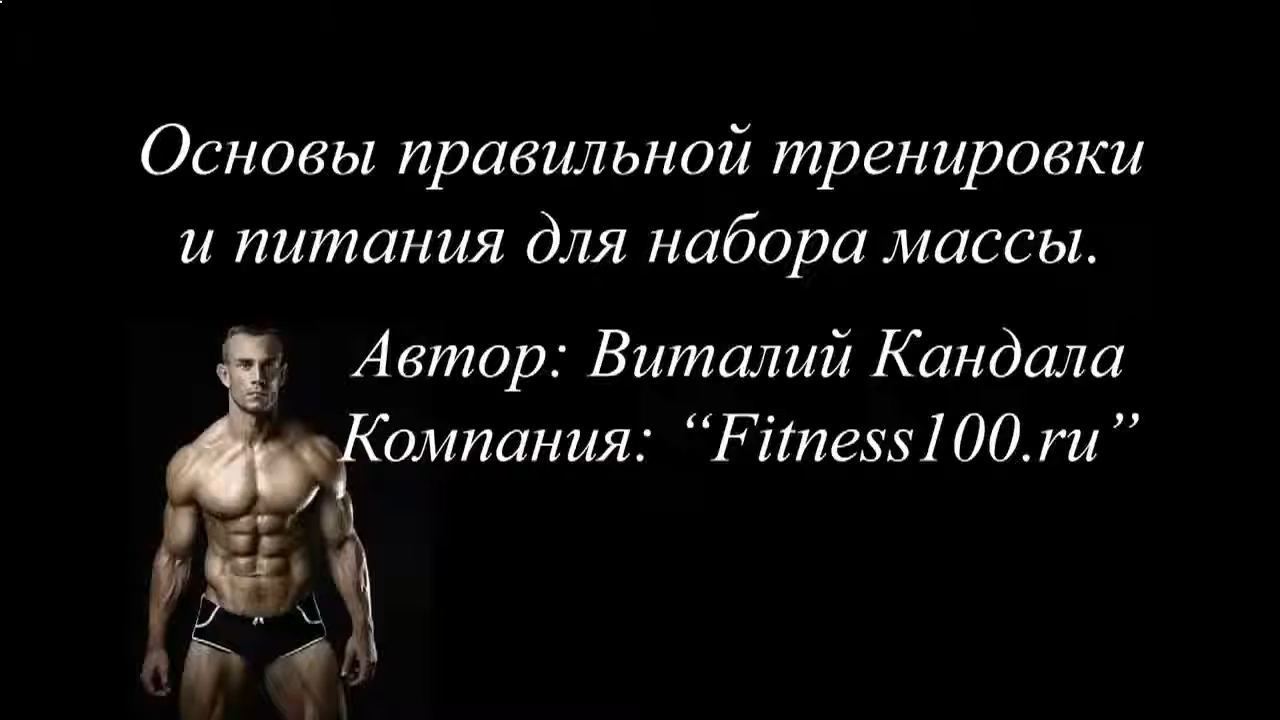 Основы правильной тренировки
и питания для набора массы.
Автор: Виталий Кандала
Компания: “Fitness100.ru”